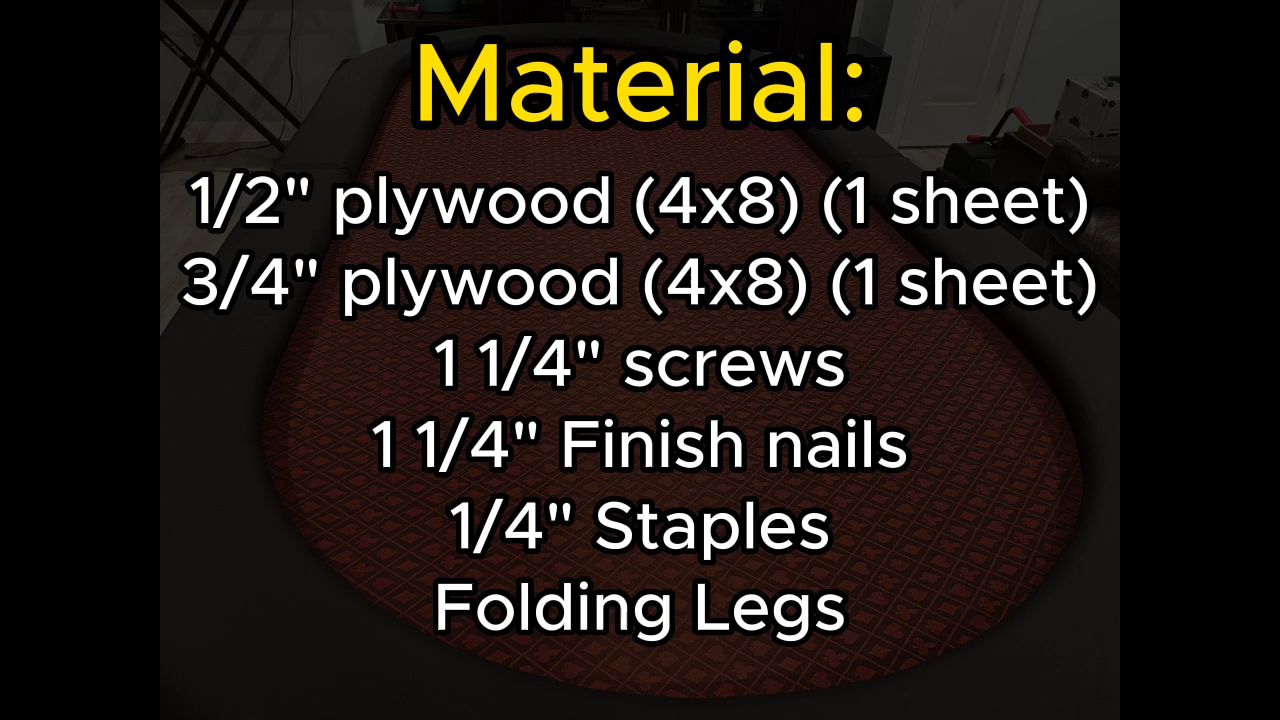 Material:
1/2" plywood (4x8) (1 sheet)
3/4" plywood (4x8) (1 sheet)
1 1/4" screws
1 1/4" Finish nails
1/4" Staples
Folding Legs